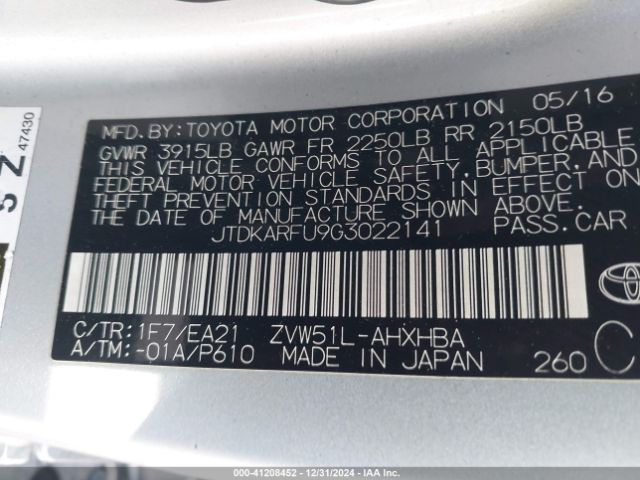 MFD.BY:TOYOTA MOTOR CORPORATION 05/16
GVWR 3915LB GAWR FR 2250LB RR 2150LB
THIS VEHICLE CONFORMS TO ALL APPLICABLE
FEDERAL MOTOR VEHICLE SAFETY,BUMPER,AND
THEFT PREVENTION STANDARDS IN EFFECT ON
THE DATE OF MANUFACTURE SHOWN ABOVE.
JTDKARFU9G3022141 PASS.CAR
C/TR:1F7/EA21 ZVW51L-AHXHBA
A/TM:-01A/P610 MADE IN JAPAN 260
C
TOYOTA
5 Z 47430
000-41208452 - 12/31/2024 - IAA Inc.